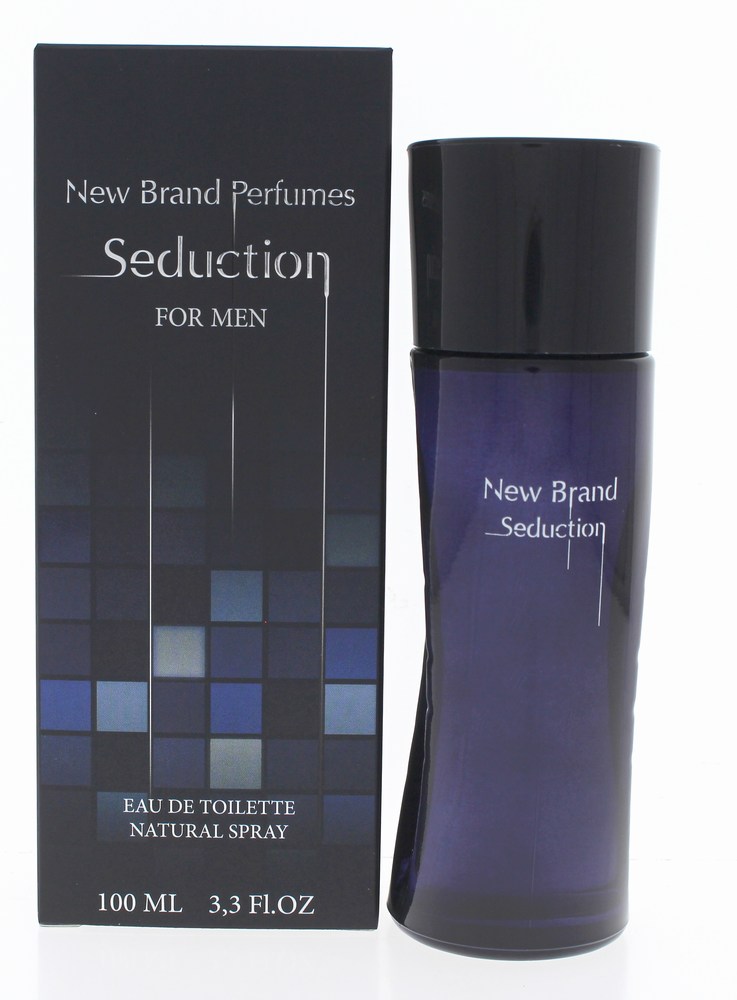 New Brand Perfumes
Seduction
FOR MEN
EAU DE TOILETTE
NATURAL SPRAY
100 ML 3,3 Fl.OZ
New Brand
Seduction